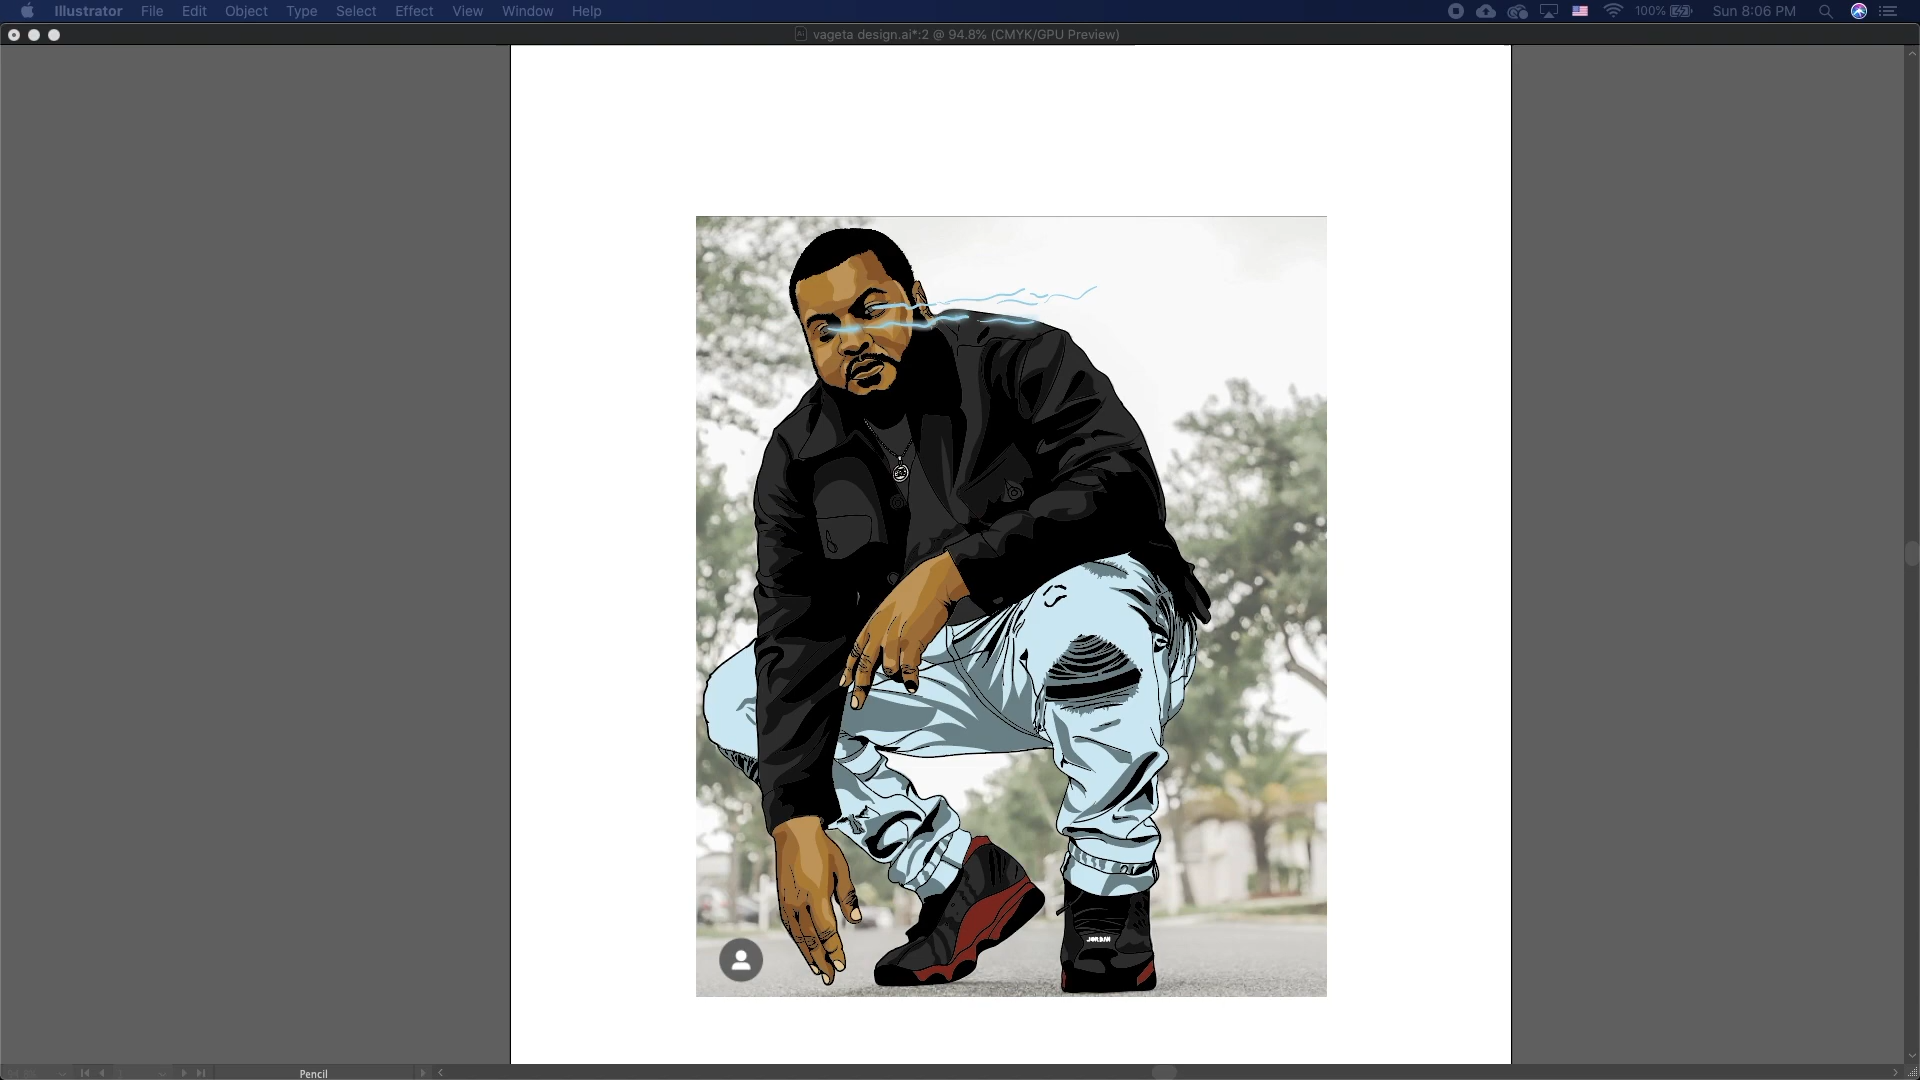 Illustrator File Edit Object Type Select Effect View Window Help 100% Sun 8:06 PM
vageta design.ai*:2 @ 94.8% (CMYK/GPU Preview)
JORDAN
Pencil